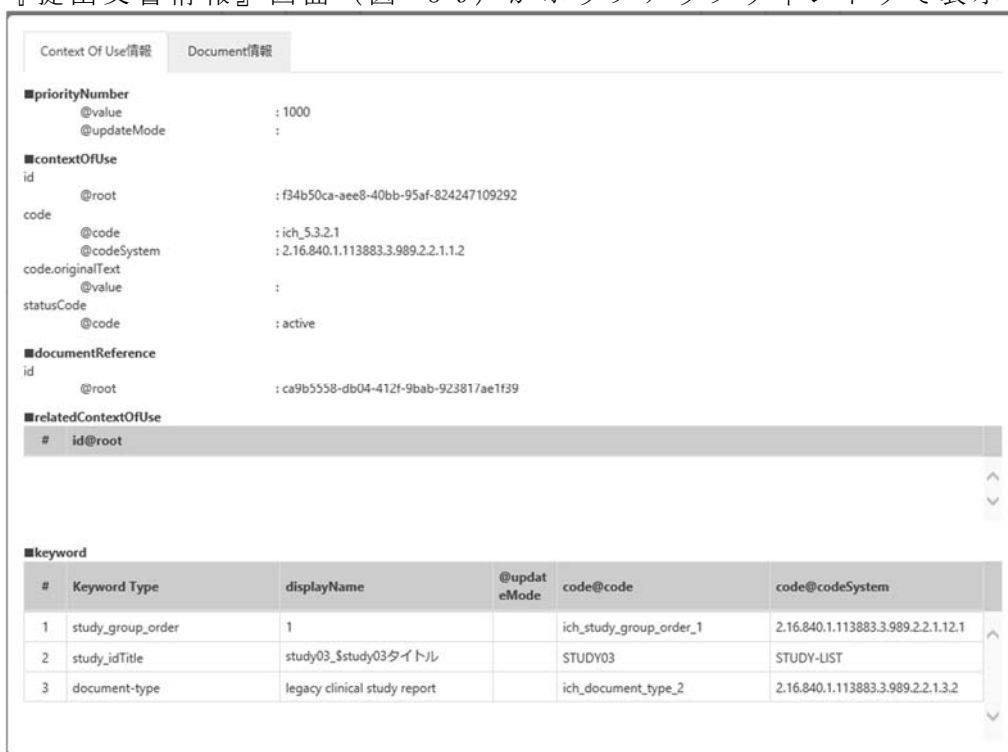 Context Of Use情報 Document情報
■priorityNumber
@value : 1000
@updateMode :
■contextOfUse
id
@root : f34b50ca-aee8-40bb-95af-824247109292
code
@code : ich_5.3.2.1
@codeSystem : 2.16.840.1.113883.3.989.2.2.1.1.2
code.originalText
@value :
statusCode
@code : active
■documentReference
id
@root : ca9b5558-db04-412f-9bab-923817ae1f39
■relatedContextOfUse
# id@root
■keyword
# Keyword Type displayName @updateMode code@code code@codeSystem
1 study_group_order 1 ich_study_group_order_1 2.16.840.1.113883.3.989.2.2.1.12.1
2 study_idTitle study03_$study03タイトル STUDY03 STUDY-LIST
3 document-type legacy clinical study report ich_document_type_2 2.16.840.1.113883.3.989.2.2.1.3.2